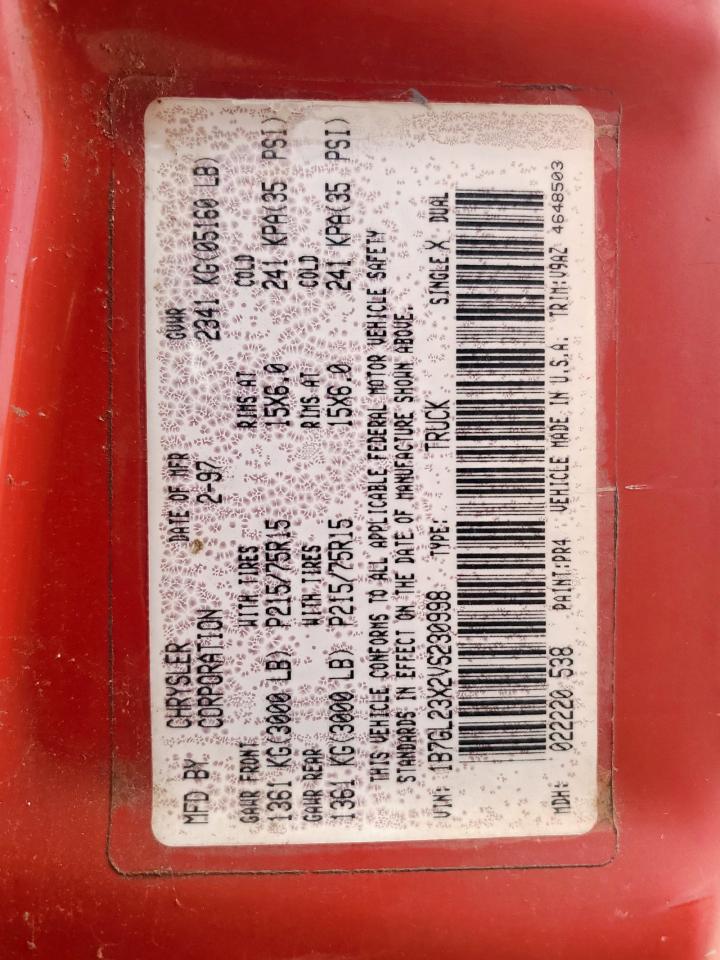 MFD BY: CHRYSLER CORPORATION DATE OF MFR 2-97 GVWR 2341 KG(05160 LB)
GAWR FRONT WITH TIRES RIMS AT COLD
1361 KG(3000 LB) P215/75R15 15X6.0 241 KPA(35 PSI)
GAWR REAR WITH TIRES RIMS AT COLD
1361 KG(3000 LB) P215/75R15 15X6.0 241 KPA(35 PSI)
THIS VEHICLE CONFORMS TO ALL APPLICABLE FEDERAL MOTOR VEHICLE SAFETY
STANDARDS IN EFFECT ON THE DATE OF MANUFACTURE SHOWN ABOVE.
VIN: 1B7GL23X2VS230998 TYPE: TRUCK SINGLE X DUAL
MDH: 022220 538 PAINT:PR4 VEHICLE MADE IN U.S.A. TRIM:V9AZ 4648503